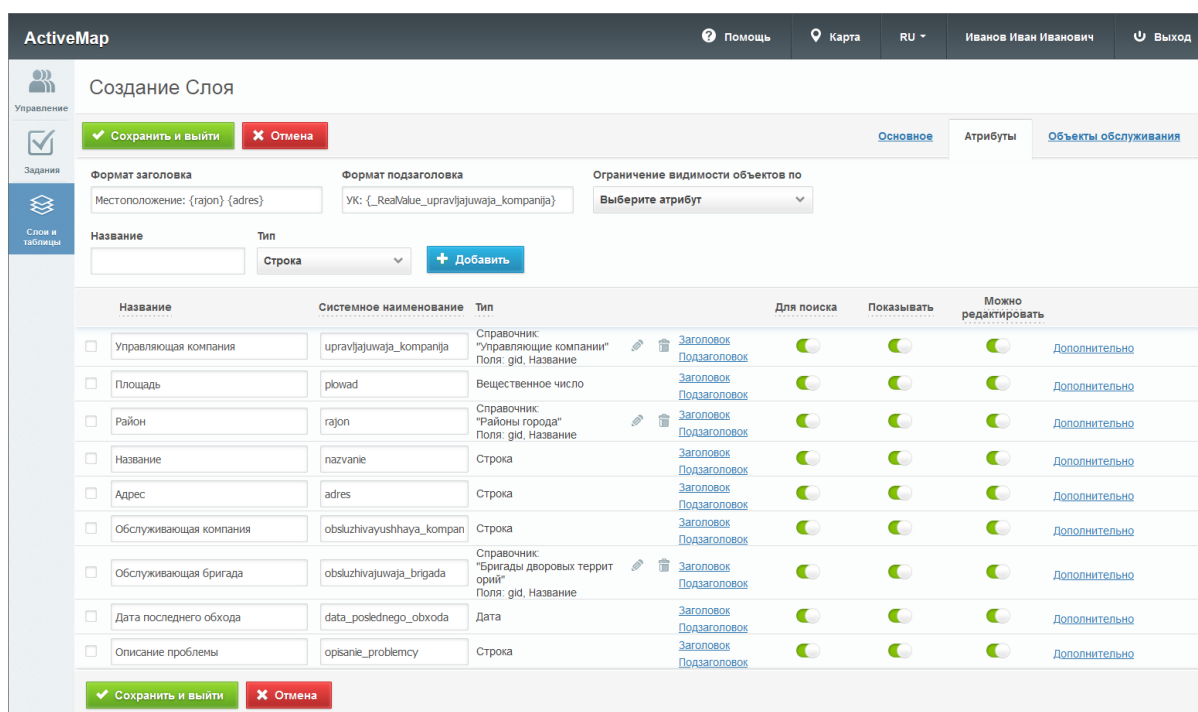 ActiveMap
Помощь
Карта
RU
Иванов Иван Иванович
Выход
Управление
Задания
Слои и
таблицы
Создание Слоя
Сохранить и выйти
Отмена
Основное
Атрибуты
Объекты обслуживания
Формат заголовка
Формат подзаголовка
Ограничение видимости объектов по
Местоположение: {rajon} {adres}
УК: {_RealValue_upravljajuwaja_kompanija}
Выберите атрибут
Название
Тип
Строка
Добавить
Название
Системное наименование
Тип
Для поиска
Показывать
Можно
редактировать
Управляющая компания
upravljajuwaja_kompanija
Справочник:
"Управляющие компании"
Поля: gid, Название
Заголовок
Подзаголовок
Дополнительно
Площадь
plowad
Вещественное число
Заголовок
Подзаголовок
Дополнительно
Район
rajon
Справочник:
"Районы города"
Поля: gid, Название
Заголовок
Подзаголовок
Дополнительно
Название
nazvanie
Строка
Заголовок
Подзаголовок
Дополнительно
Адрес
adres
Строка
Заголовок
Подзаголовок
Дополнительно
Обслуживающая компания
obsluzhivayushhaya_kompan
Строка
Заголовок
Подзаголовок
Дополнительно
Обслуживающая бригада
obsluzhivajuwaja_brigada
Справочник:
"Бригады дворовых террит
орий"
Поля: gid, Название
Заголовок
Подзаголовок
Дополнительно
Дата последнего обхода
data_poslednego_obxoda
Дата
Заголовок
Подзаголовок
Дополнительно
Описание проблемы
opisanie_problemcy
Строка
Заголовок
Подзаголовок
Дополнительно
Сохранить и выйти
Отмена